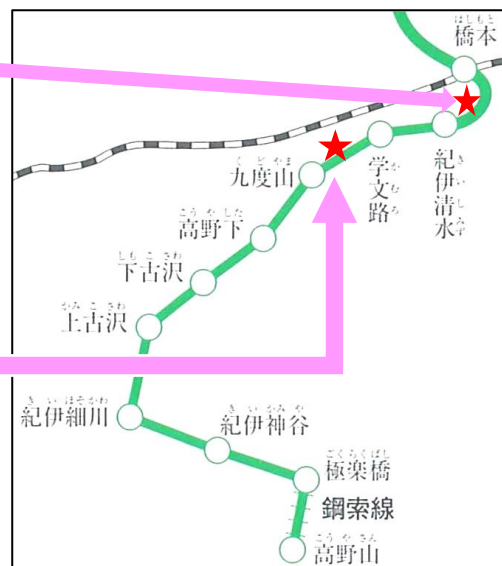 はしもと
橋本
きいしみず
紀伊清水
かむろ
学文路
くどやま
九度山
こうやした
高野下
しもこさわ
下古沢
かみこさわ
上古沢
きいほそかわ
紀伊細川
きいかみや
紀伊神谷
ごくらくばし
極楽橋
鋼索線
こうやさん
高野山